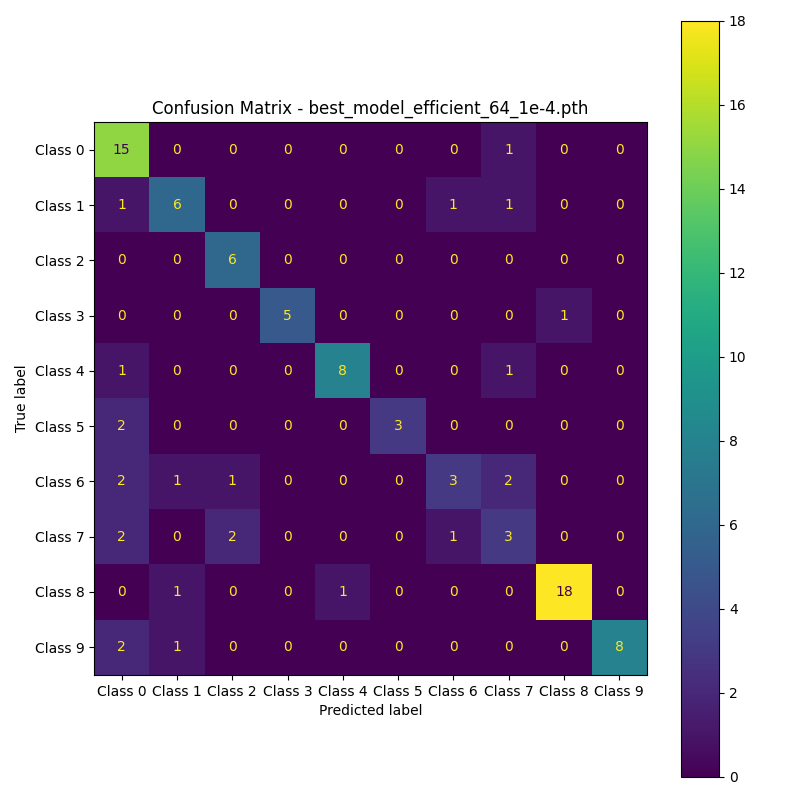 Confusion Matrix - best_model_efficient_64_1e-4.pth
True label
Class 0 15 0 0 0 0 0 0 1 0 0
Class 1 1 6 0 0 0 0 1 1 0 0
Class 2 0 0 6 0 0 0 0 0 0 0
Class 3 0 0 0 5 0 0 0 0 1 0
Class 4 1 0 0 0 8 0 0 1 0 0
Class 5 2 0 0 0 0 3 0 0 0 0
Class 6 2 1 1 0 0 0 3 2 0 0
Class 7 2 0 2 0 0 0 1 3 0 0
Class 8 0 1 0 0 1 0 0 0 18 0
Class 9 2 1 0 0 0 0 0 0 0 8
Class 0 Class 1 Class 2 Class 3 Class 4 Class 5 Class 6 Class 7 Class 8 Class 9
Predicted label
18
16
14
12
10
8
6
4
2
0